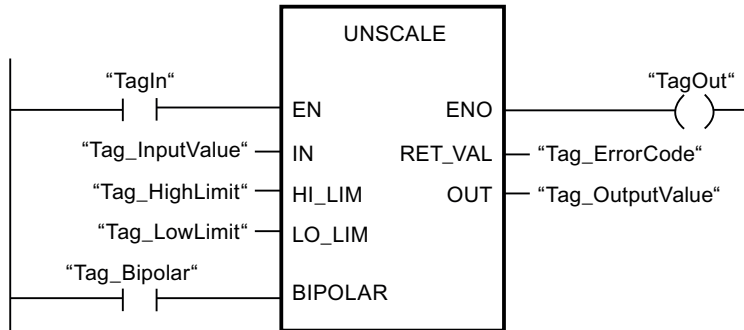 UNSCALE
“TagIn“
“TagOut“
EN
ENO
“Tag_InputValue“
IN
RET_VAL
“Tag_ErrorCode“
“Tag_HighLimit“
HI_LIM
OUT
“Tag_OutputValue“
“Tag_LowLimit“
LO_LIM
“Tag_Bipolar“
BIPOLAR